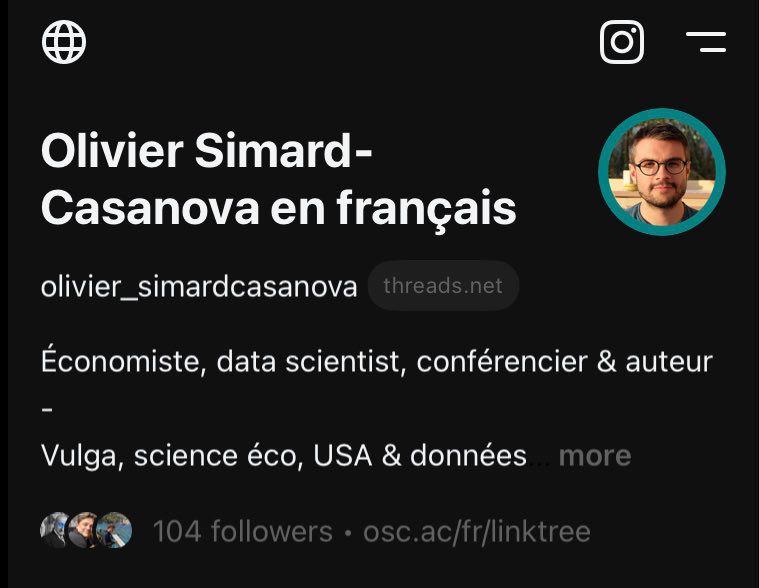 Olivier Simard-
Casanova en français
olivier_simardcasanova threads.net
Économiste, data scientist, conférencier & auteur
-
Vulga, science éco, USA & données... more
104 followers • osc.ac/fr/linktree